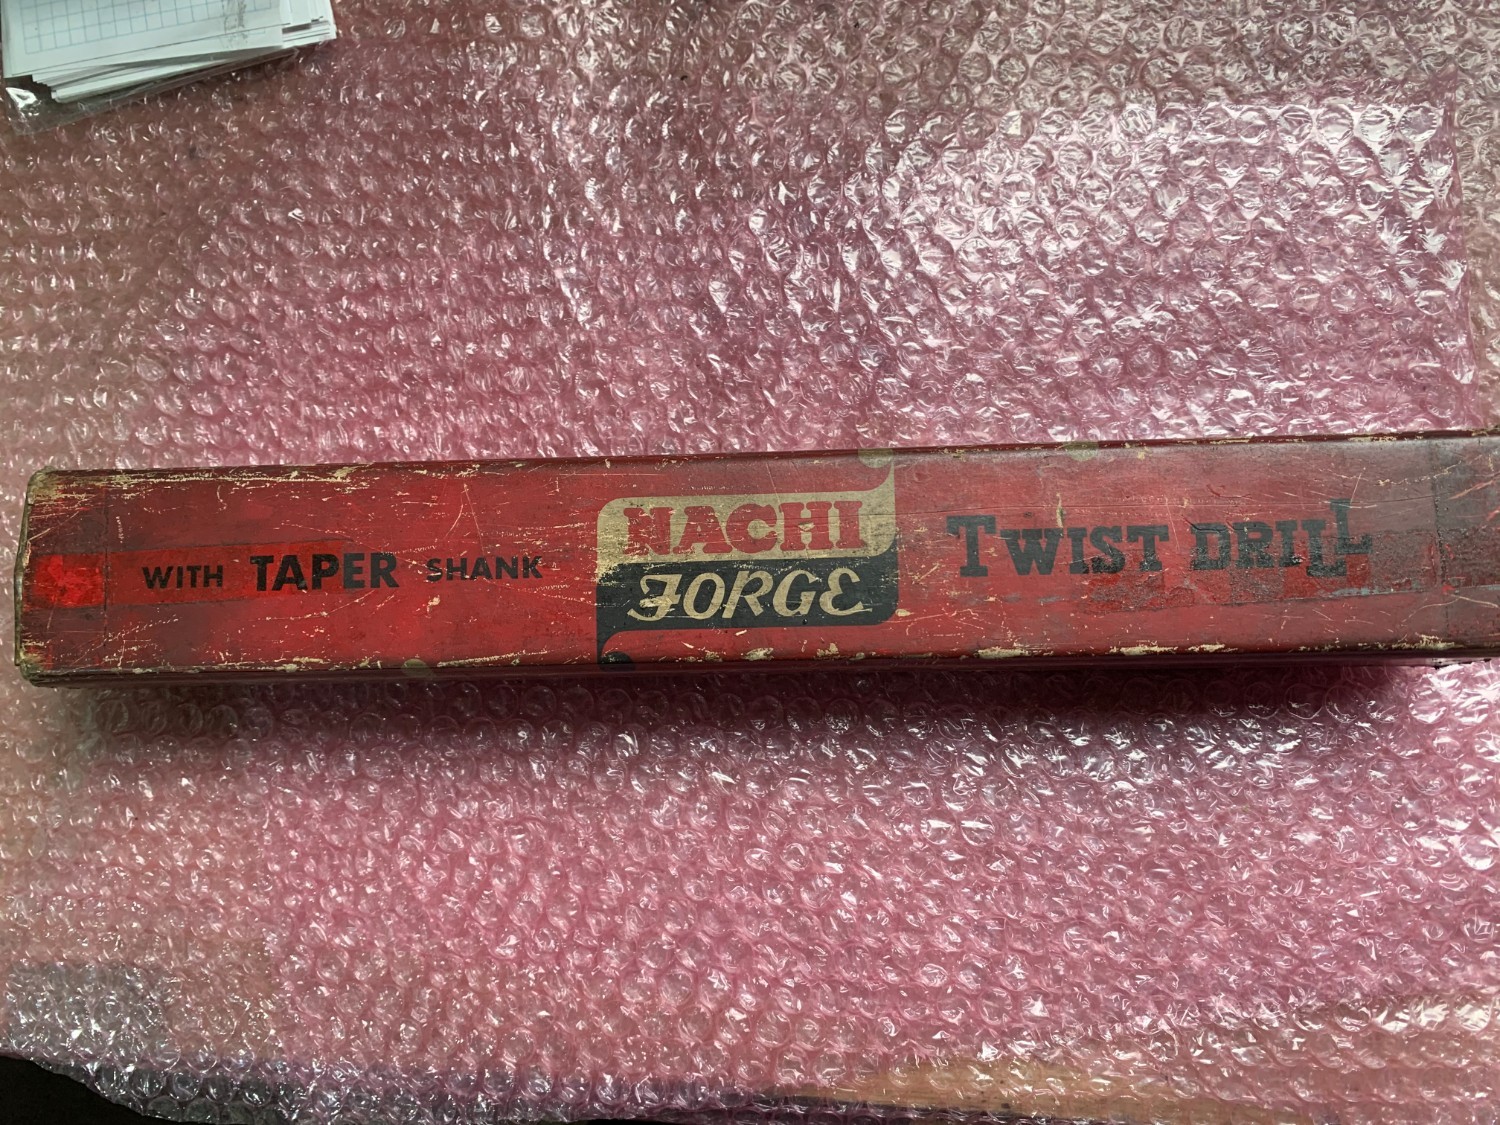 WITH TAPER SHANK
NACHI
FORGE
TWIST DRILL